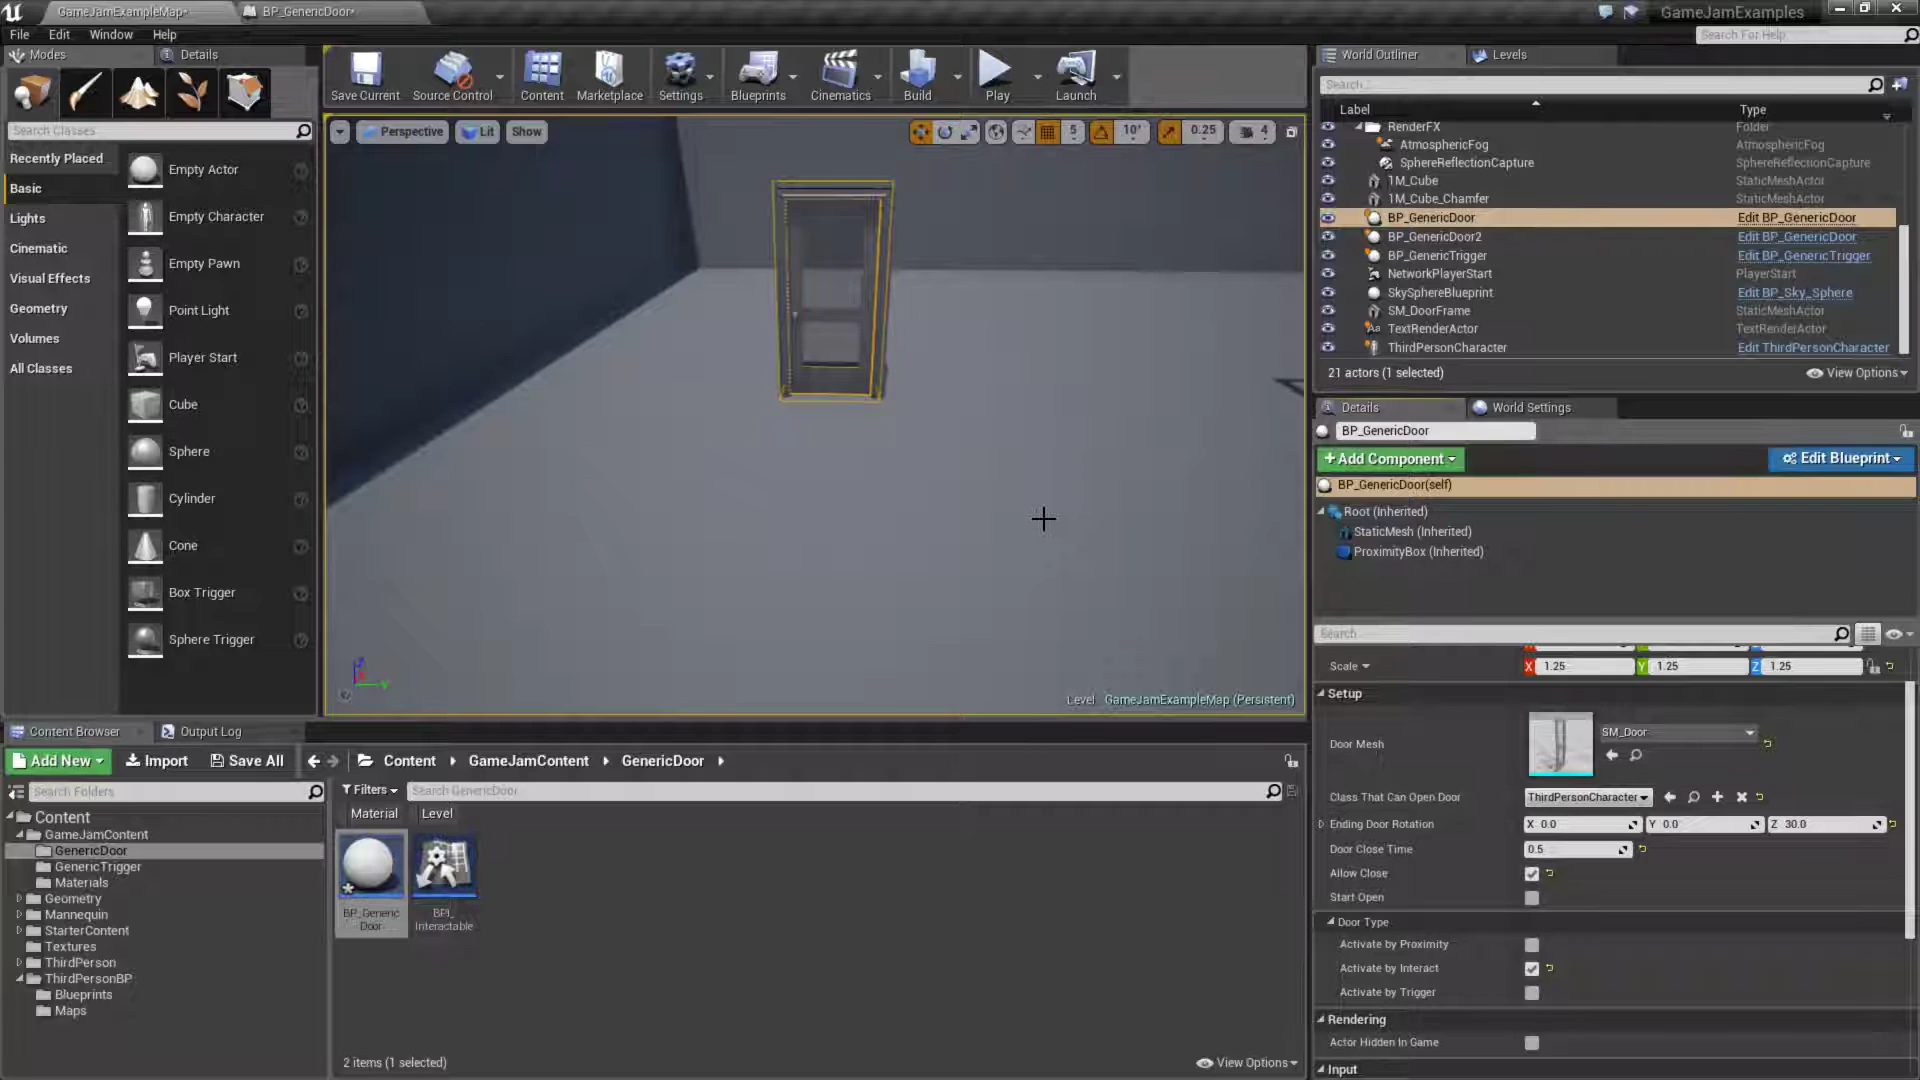 GameJamExampleMap•
BP_GenericDoor•
GameJamExamples
File
Edit
Window
Help
Search For Help
Modes
Details
Search Classes
Recently Placed
Basic
Lights
Cinematic
Visual Effects
Geometry
Volumes
All Classes
Empty Actor
Empty Character
Empty Pawn
Point Light
Player Start
Cube
Sphere
Cylinder
Cone
Box Trigger
Sphere Trigger
Save Current
Source Control
Content
Marketplace
Settings
Blueprints
Cinematics
Build
Play
Launch
Perspective
Lit
Show
5
10°
0.25
4
Level GameJamExampleMap (Persistent)
World Outliner
Levels
Search...
Label
Type
RenderFX
Folder
AtmosphericFog
AtmosphericFog
SphereReflectionCapture
SphereReflectionCapture
1M_Cube
StaticMeshActor
1M_Cube_Chamfer
StaticMeshActor
BP_GenericDoor
Edit BP_GenericDoor
BP_GenericDoor2
Edit BP_GenericDoor
BP_GenericTrigger
Edit BP_GenericTrigger
NetworkPlayerStart
PlayerStart
SkySphereBlueprint
Edit BP_Sky_Sphere
SM_DoorFrame
StaticMeshActor
TextRenderActor
TextRenderActor
ThirdPersonCharacter
Edit ThirdPersonCharacter
21 actors (1 selected)
View Options
Details
World Settings
BP_GenericDoor
+ Add Component
Edit Blueprint
BP_GenericDoor(self)
Root (Inherited)
StaticMesh (Inherited)
ProximityBox (Inherited)
Search
Scale
X 1.25
Y 1.25
Z 1.25
Setup
Door Mesh
SM_Door
Class That Can Open Door
ThirdPersonCharacter
Ending Door Rotation
X 0.0
Y 0.0
Z 30.0
Door Close Time
0.5
Allow Close
Start Open
Door Type
Activate by Proximity
Activate by Interact
Activate by Trigger
Rendering
Actor Hidden In Game
Input
Content Browser
Output Log
Add New
Import
Save All
Content
GameJamContent
GenericDoor
Search Folders
Filters
Search GenericDoor
Material
Level
Content
GameJamContent
GenericDoor
GenericTrigger
Materials
Geometry
Mannequin
StarterContent
Textures
ThirdPerson
ThirdPersonBP
Blueprints
Maps
BP_Generic
Door
BPI_
Interactable
2 items (1 selected)
View Options